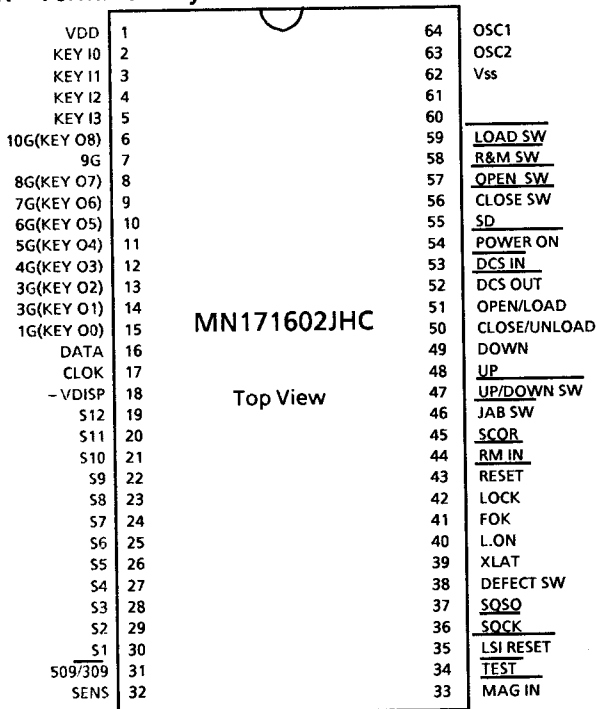 VDD 1 64 OSC1
KEY I0 2 63 OSC2
KEY I1 3 62 Vss
KEY I2 4 61
KEY I3 5 60
10G(KEY O8) 6 59 LOAD SW
9G 7 58 R&M SW
8G(KEY O7) 8 57 OPEN SW
7G(KEY O6) 9 56 CLOSE SW
6G(KEY O5) 10 55 SD
5G(KEY O4) 11 54 POWER ON
4G(KEY O3) 12 53 DCS IN
3G(KEY O2) 13 52 DCS OUT
3G(KEY O1) 14 51 OPEN/LOAD
1G(KEY O0) 15 50 CLOSE/UNLOAD
MN171602JHC
DATA 16 49 DOWN
CLOK 17 48 UP
–VDISP 18 47 UP/DOWN SW
Top View
S12 19 46 JAB SW
S11 20 45 SCOR
S10 21 44 RM IN
S9 22 43 RESET
S8 23 42 LOCK
S7 24 41 FOK
S6 25 40 L.ON
S5 26 39 XLAT
S4 27 38 DEFECT SW
S3 28 37 SQSO
S2 29 36 SQCK
S1 30 35 LSI RESET
509/309 31 34 TEST
SENS 32 33 MAG IN